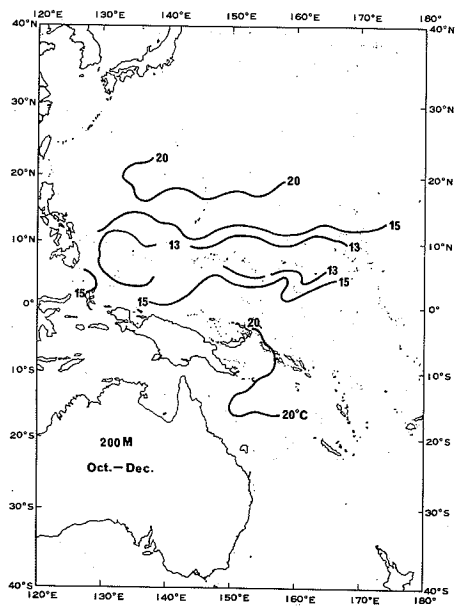 120°E 130°E 140°E 150°E 160°E 170°E 180°
40°N 40°N
30°N 30°N
20
20°N 20 20°N
15
10°N 13 13 10°N
13
15 15 15
0° 0°
20
10°S 10°S
20°C
20°S 200M 20°S
Oct.–Dec.
30°S 30°S
40°S 40°S
120°E 130°E 140°E 150°E 160°E 170°E 180°